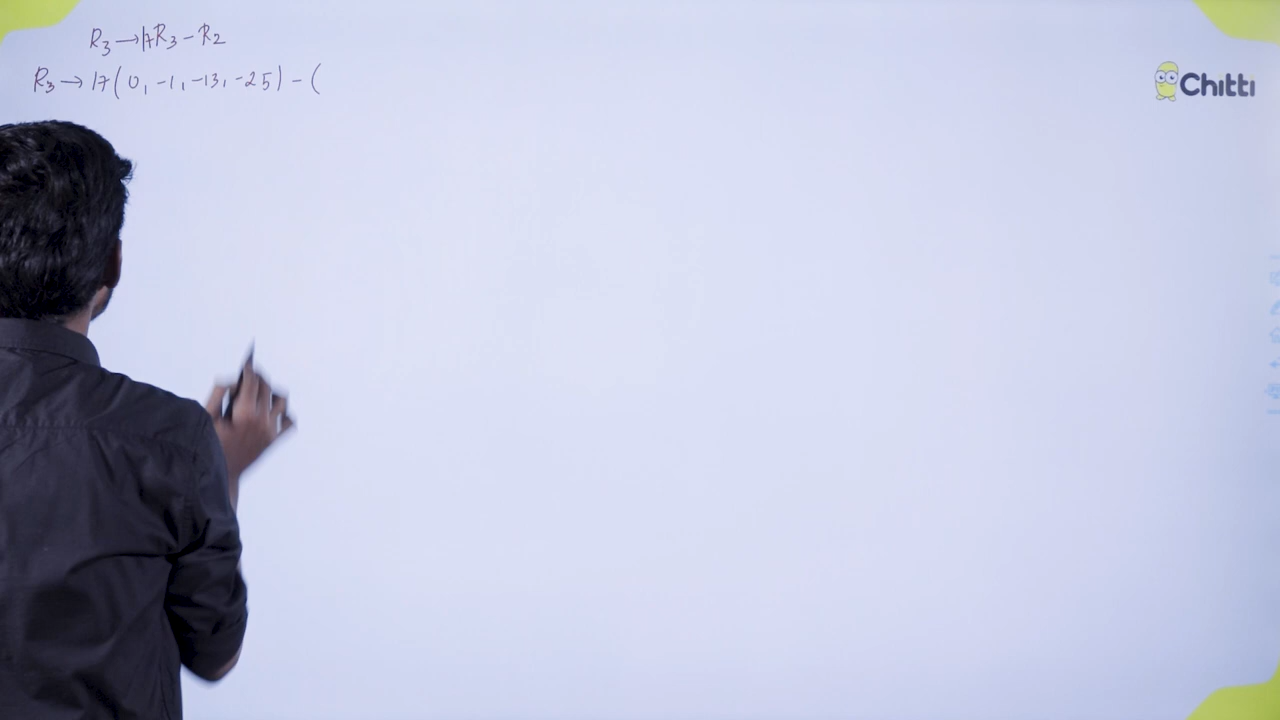 R₃→17R₃-R₂
R₃→17(0, -1, -13, -25) - (
Chitti